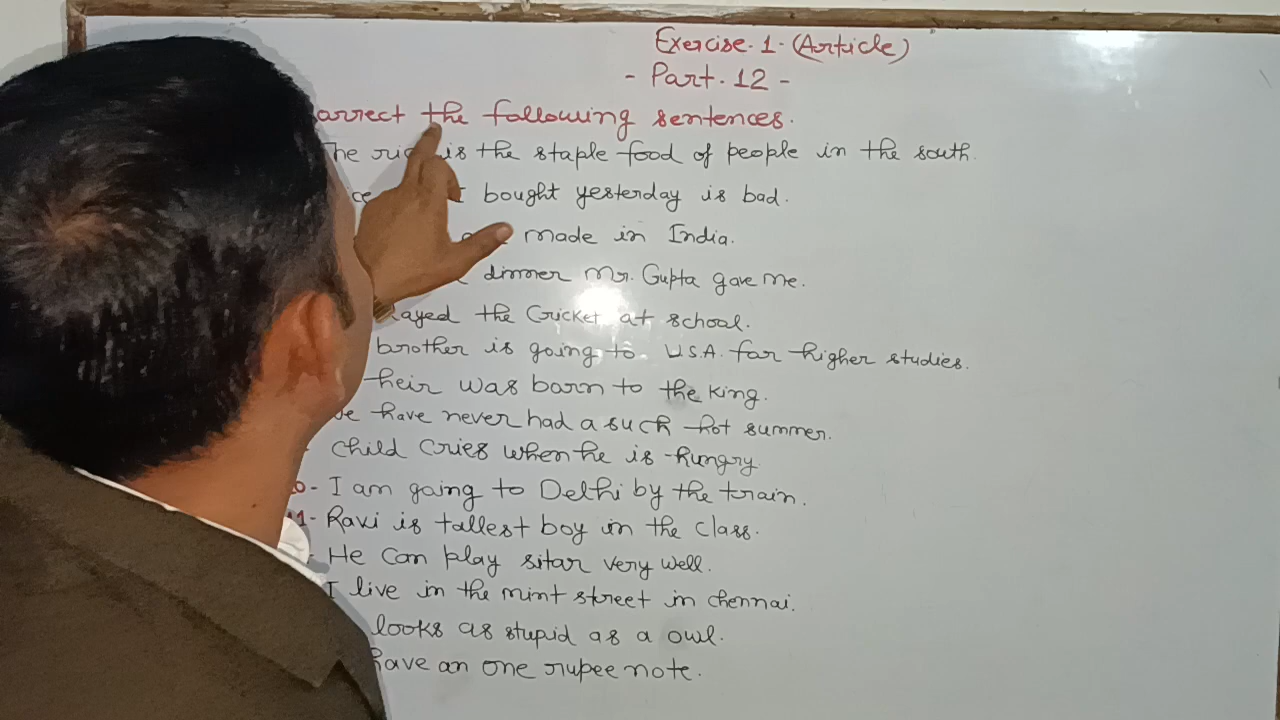 Exercise. 1 - (Article)
- Part. 12 -
the following sentences.
is the staple food of people in the south.
bought yesterday is bad.
made in India.
dinner Mr. Gupta gave me.
the Cricket at school.
brother is going to U.S.A. for higher studies.
heir was born to the king.
have never had a such hot summer.
child cries when he is hungry
10- I am going to Delhi by the train.
11- Ravi is tallest boy in the class.
He can play sitar very well.
I live in the mint street in chennai.
looks as stupid as a owl.
have an one rupee note.